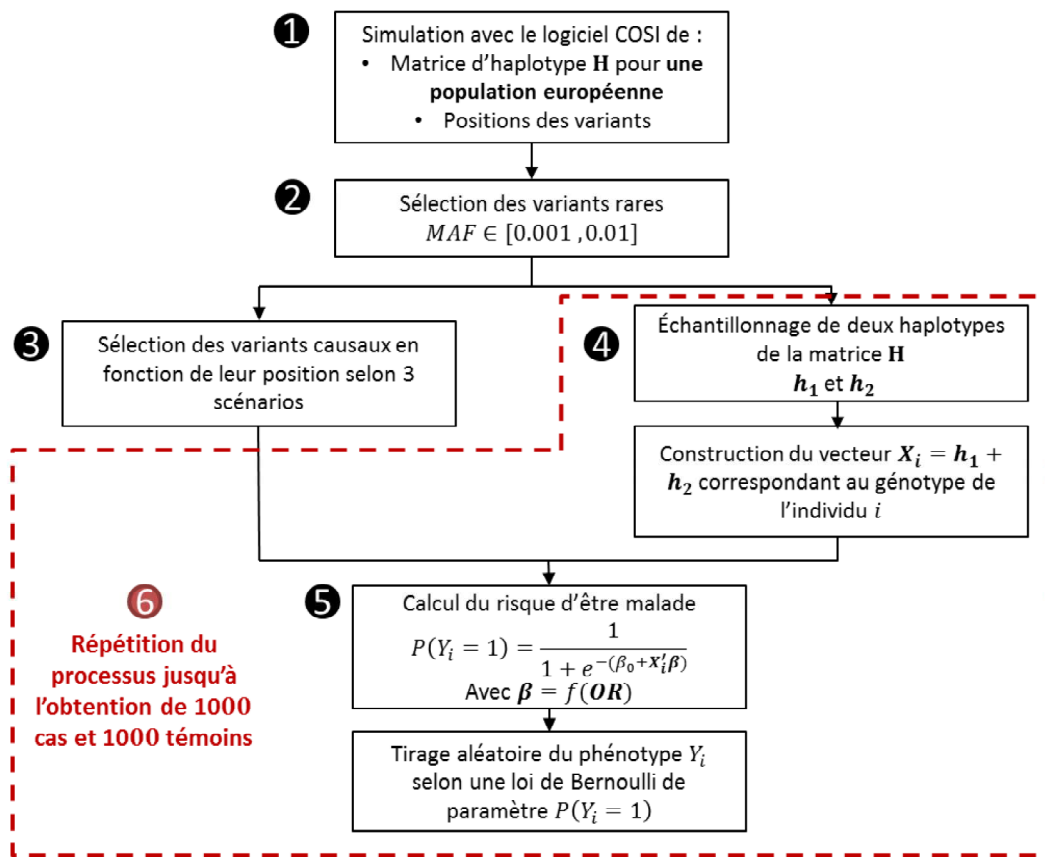 1
Simulation avec le logiciel COSI de :
• Matrice d'haplotype H pour une
population européenne
• Positions des variants
2
Sélection des variants rares
MAF ∈ [0.001 ,0.01]
3
Sélection des variants causaux en
fonction de leur position selon 3
scénarios
4
Échantillonnage de deux haplotypes
de la matrice H
h₁ et h₂
Construction du vecteur Xᵢ = h₁ +
h₂ correspondant au génotype de
l'individu i
5
Calcul du risque d'être malade
P(Yᵢ = 1) = 1 / (1 + e^−(β₀+X′ᵢβ))
Avec β = f(OR)
Tirage aléatoire du phénotype Yᵢ
selon une loi de Bernoulli de
paramètre P(Yᵢ = 1)
6
Répétition du
processus jusqu'à
l'obtention de 1000
cas et 1000 témoins